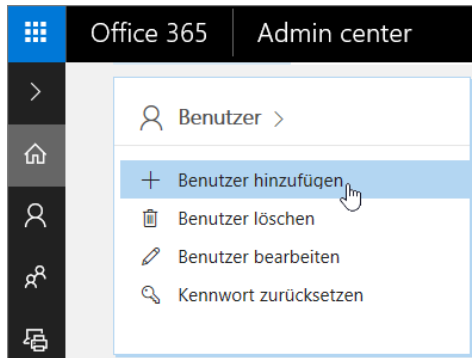 Office 365 Admin center
Benutzer
Benutzer hinzufügen
Benutzer löschen
Benutzer bearbeiten
Kennwort zurücksetzen